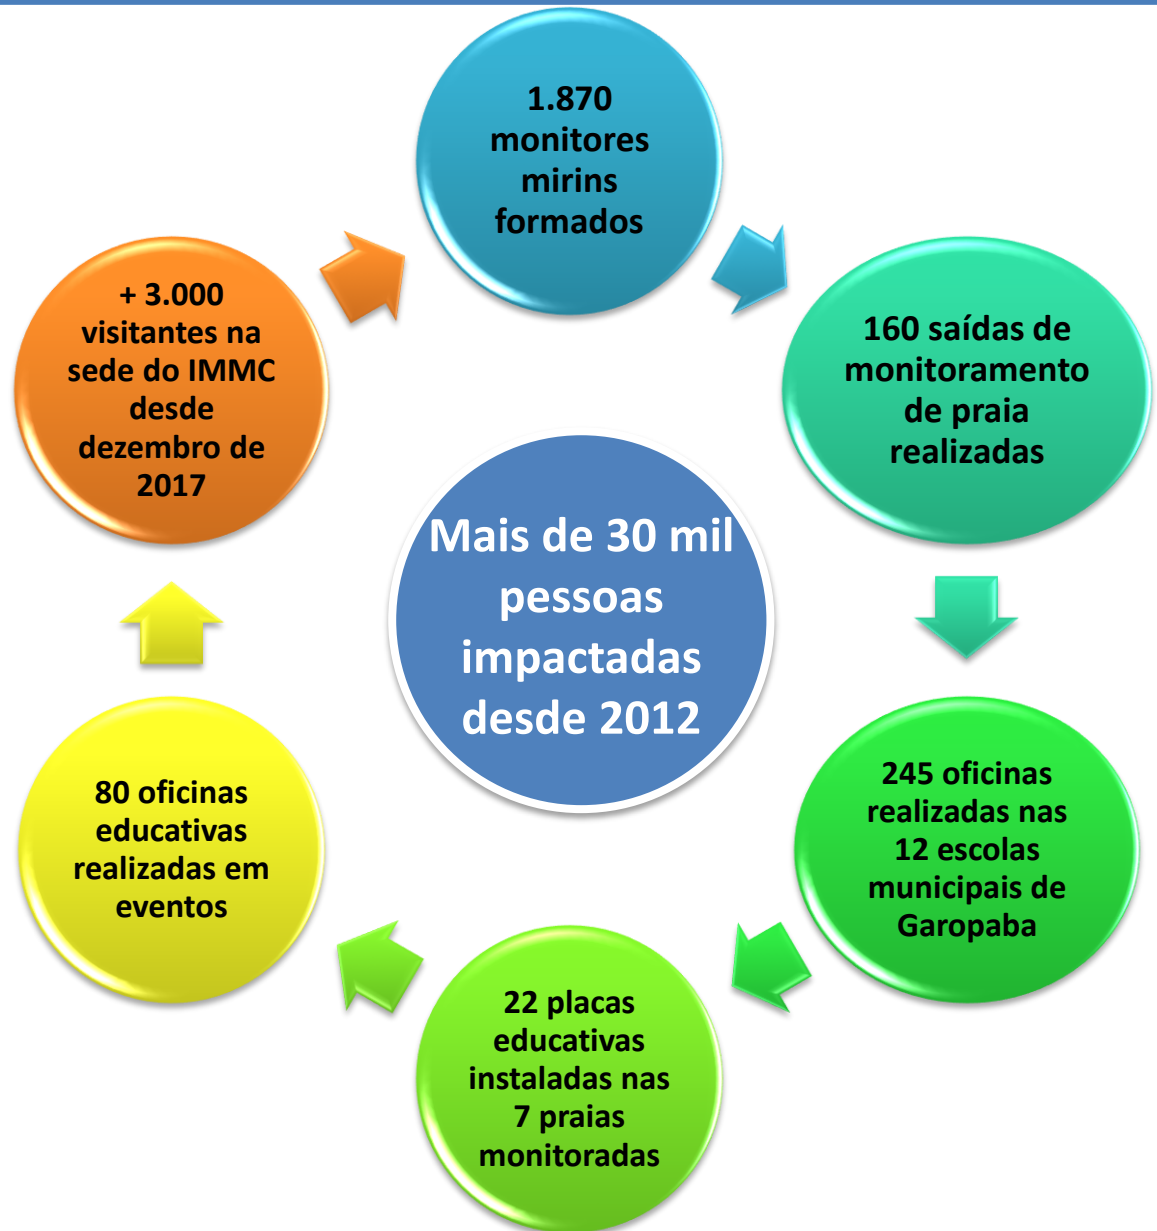 1.870
monitores
mirins
formados
160 saídas de
monitoramento
de praia
realizadas
245 oficinas
realizadas nas
12 escolas
municipais de
Garopaba
22 placas
educativas
instaladas nas
7 praias
monitoradas
80 oficinas
educativas
realizadas em
eventos
+ 3.000
visitantes na
sede do IMMC
desde
dezembro de
2017
Mais de 30 mil
pessoas
impactadas
desde 2012